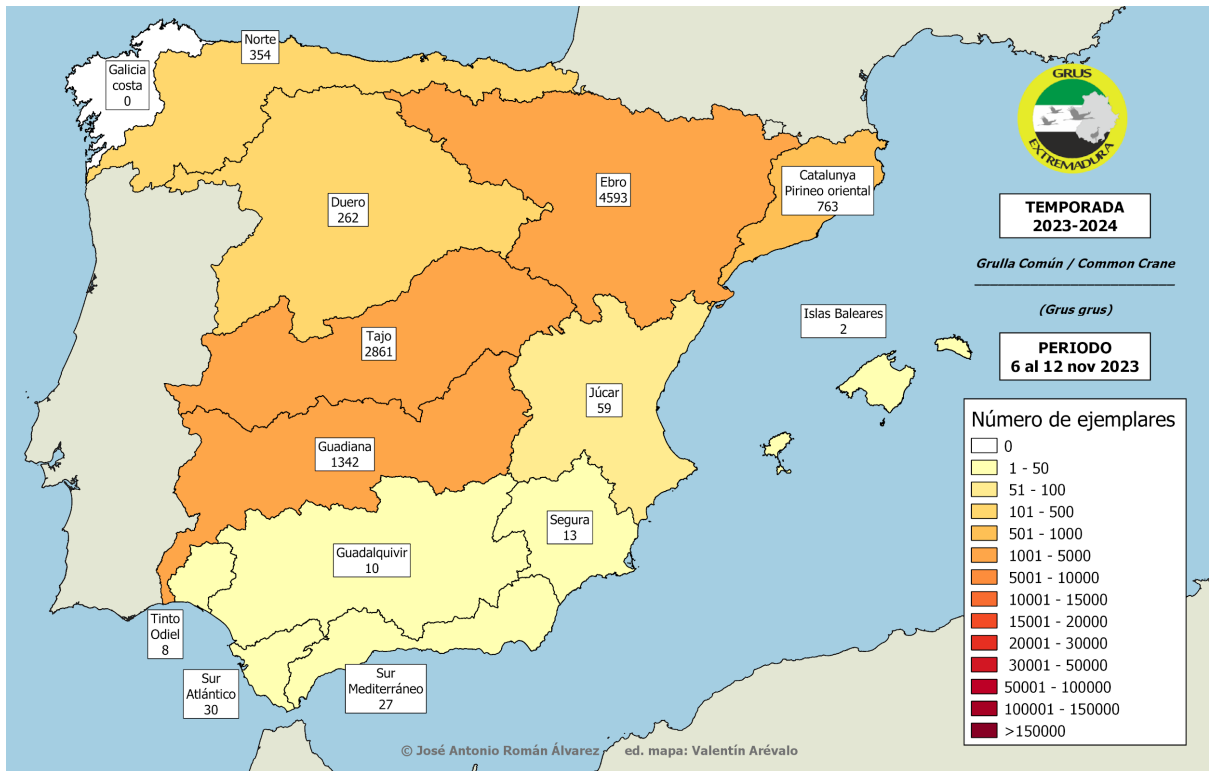 Norte
354
Galicia
costa
0
GRUS
EXTREMADURA
Catalunya
Pirineo oriental
763
Ebro
4593
Duero
262
TEMPORADA
2023-2024
Grulla Común / Common Crane
(Grus grus)
Islas Baleares
2
PERIODO
6 al 12 nov 2023
Tajo
2861
Júcar
59
Guadiana
1342
Segura
13
Guadalquivir
10
Tinto
Odiel
8
Sur
Atlántico
30
Sur
Mediterráneo
27
Número de ejemplares
0
1 - 50
51 - 100
101 - 500
501 - 1000
1001 - 5000
5001 - 10000
10001 - 15000
15001 - 20000
20001 - 30000
30001 - 50000
50001 - 100000
100001 - 150000
>150000
© José Antonio Román Álvarez ed. mapa: Valentín Arévalo